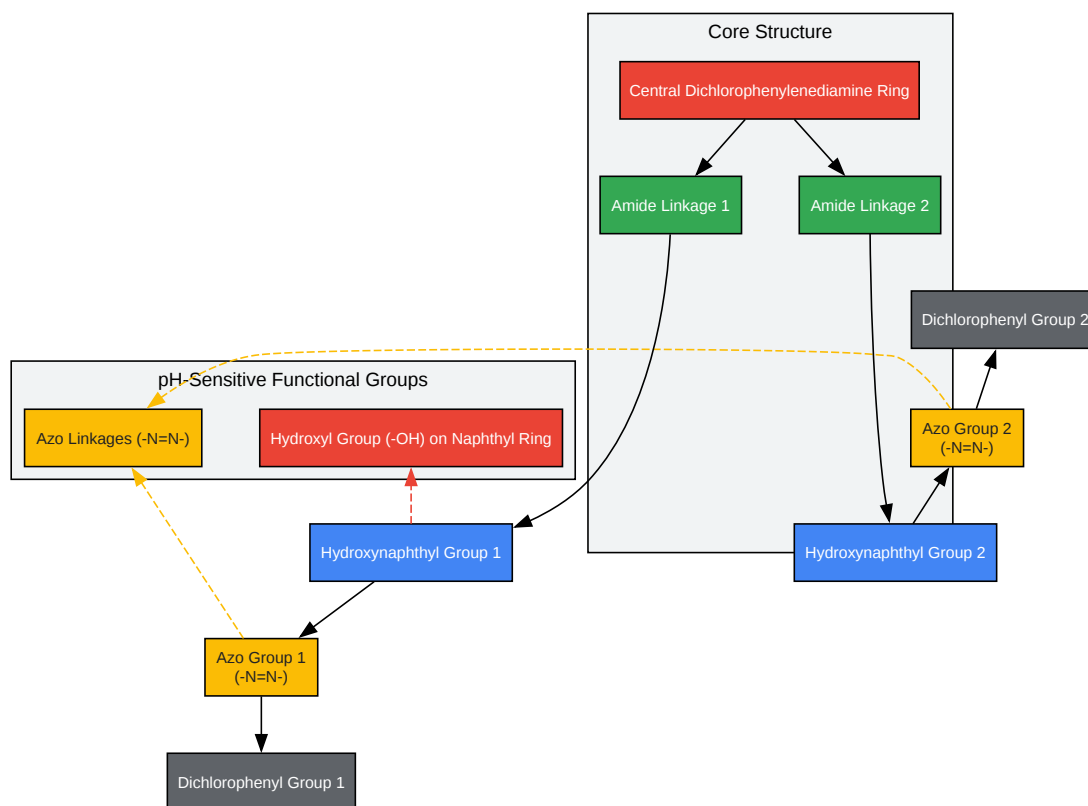 Core Structure
Central Dichlorophenylenediamine Ring
Amide Linkage 1
Amide Linkage 2
Dichlorophenyl Group 2
pH-Sensitive Functional Groups
Azo Linkages (-N=N-)
Hydroxyl Group (-OH) on Naphthyl Ring
Azo Group 2
(-N=N-)
Hydroxynaphthyl Group 1
Hydroxynaphthyl Group 2
Azo Group 1
(-N=N-)
Dichlorophenyl Group 1